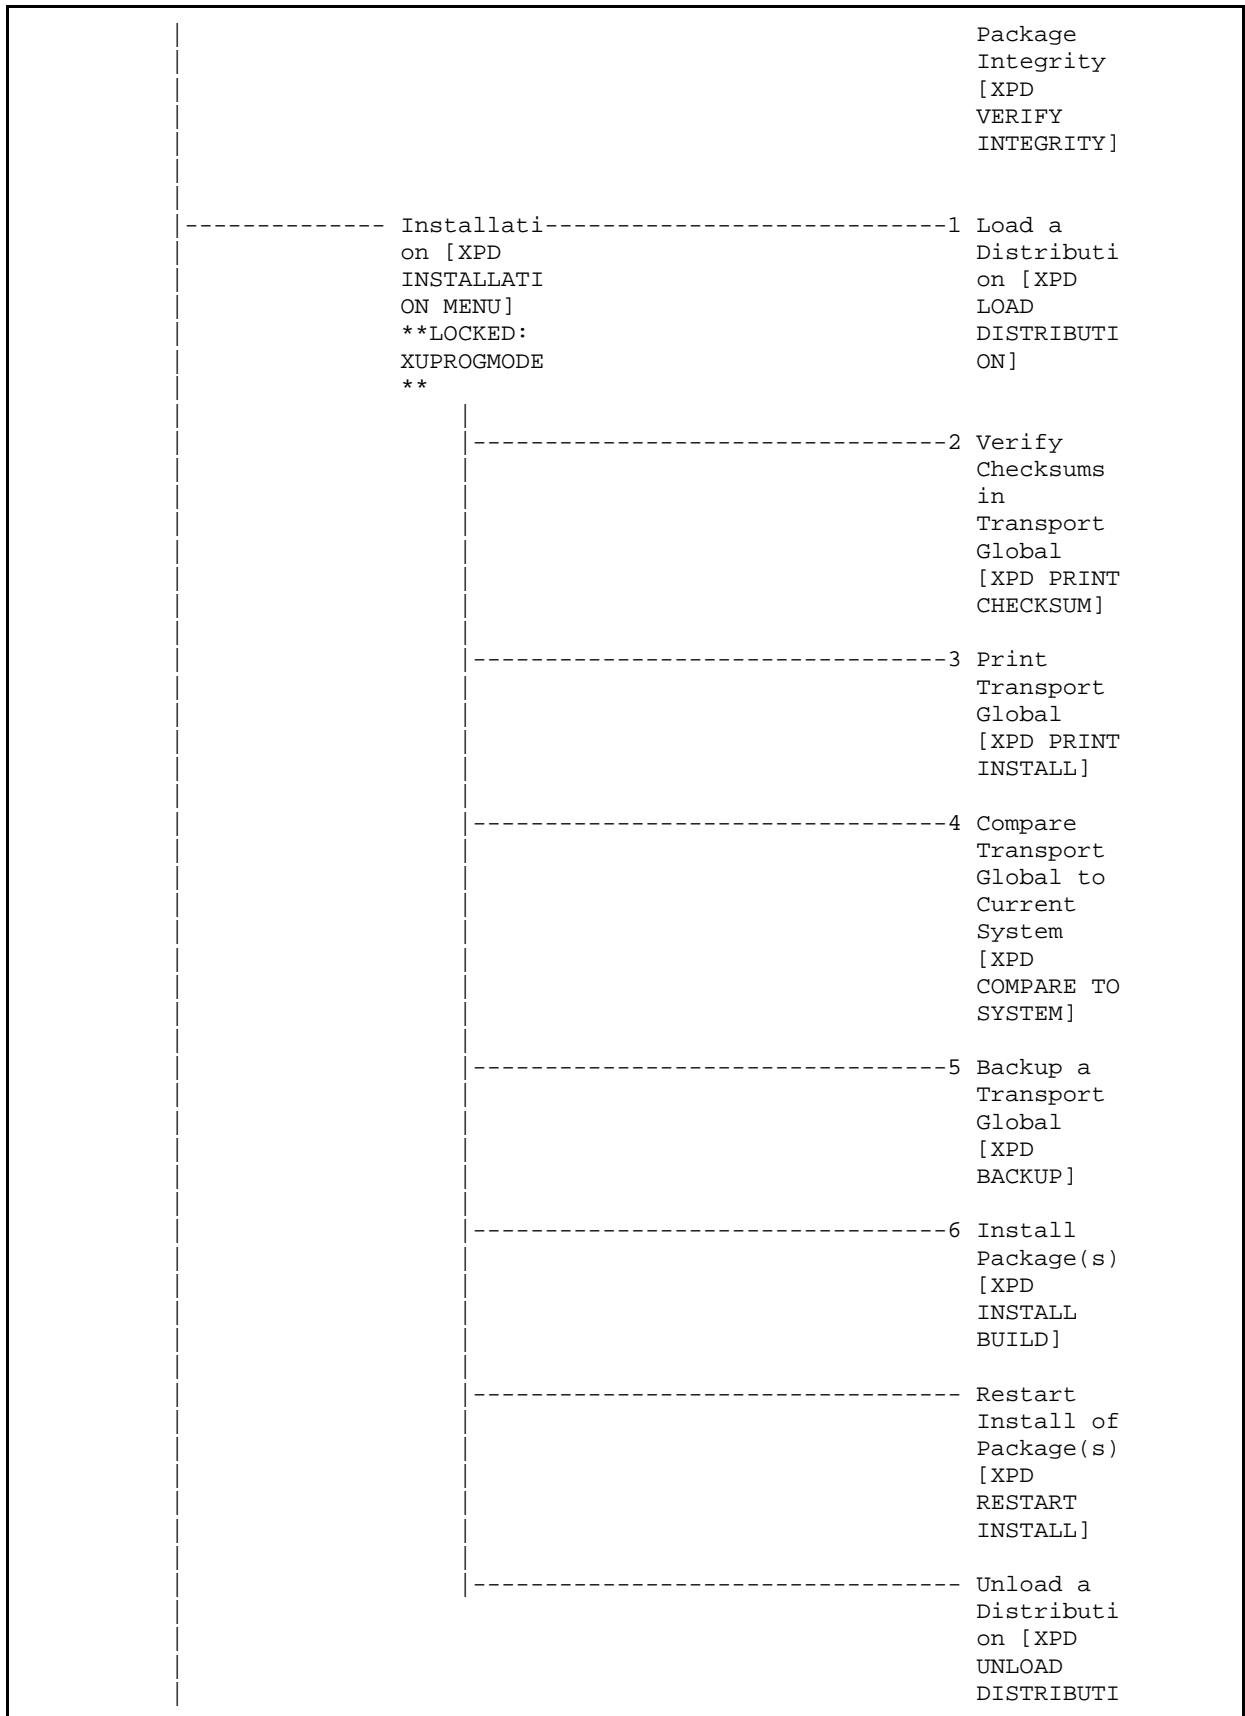 Package
Integrity
[XPD
VERIFY
INTEGRITY]
|-------------- Installati----------------------------1 Load a
on [XPD Distributi
INSTALLATI on [XPD
ON MENU] LOAD
**LOCKED: DISTRIBUTI
XUPROGMODE ON]
**
|---------------------------------2 Verify
Checksums
in
Transport
Global
[XPD PRINT
CHECKSUM]
|---------------------------------3 Print
Transport
Global
[XPD PRINT
INSTALL]
|---------------------------------4 Compare
Transport
Global to
Current
System
[XPD
COMPARE TO
SYSTEM]
|---------------------------------5 Backup a
Transport
Global
[XPD
BACKUP]
|---------------------------------6 Install
Package(s)
[XPD
INSTALL
BUILD]
|---------------------------------- Restart
Install of
Package(s)
[XPD
RESTART
INSTALL]
|---------------------------------- Unload a
Distributi
on [XPD
UNLOAD
DISTRIBUTI